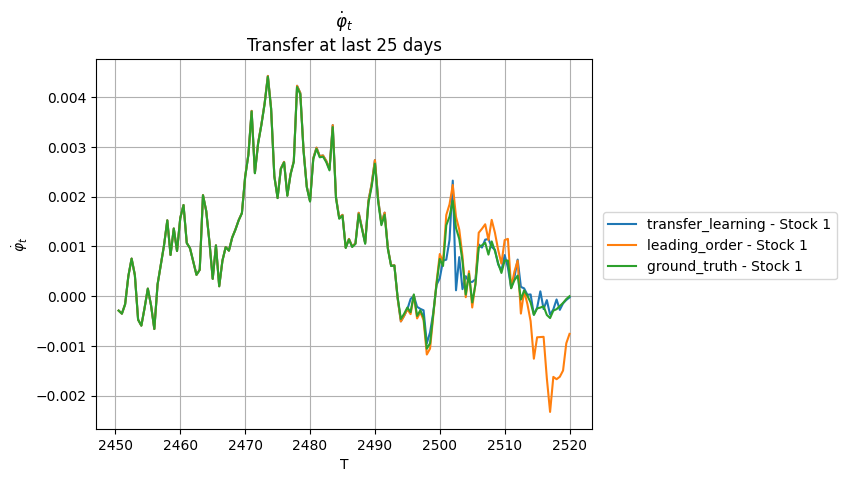 φ̇ₜ
Transfer at last 25 days
φ̇ₜ
0.004
0.003
0.002
0.001
0.000
−0.001
−0.002
2450 2460 2470 2480 2490 2500 2510 2520
T
transfer_learning - Stock 1
leading_order - Stock 1
ground_truth - Stock 1